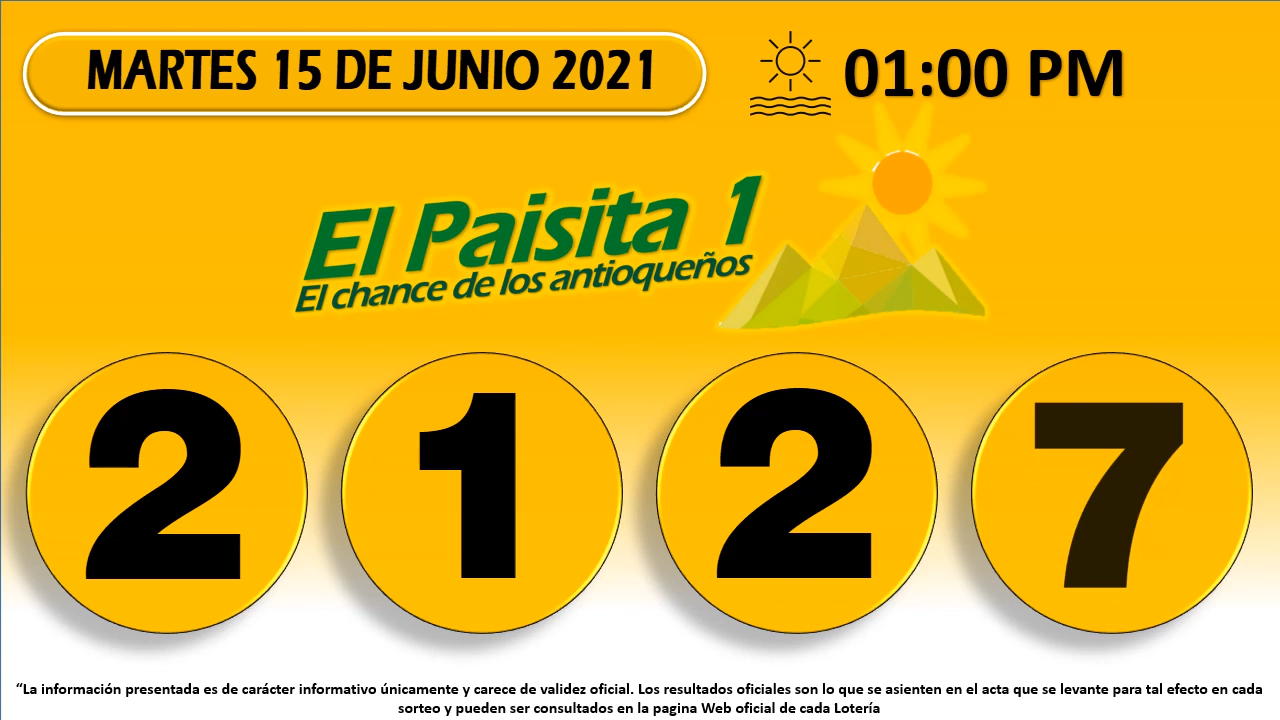 MARTES 15 DE JUNIO 2021
01:00 PM
El Paisita 1
El chance de los antioqueños
2 1 2 7
“La información presentada es de carácter informativo únicamente y carece de validez oficial. Los resultados oficiales son lo que se asienten en el acta que se levante para tal efecto en cada
sorteo y pueden ser consultados en la pagina Web oficial de cada Lotería